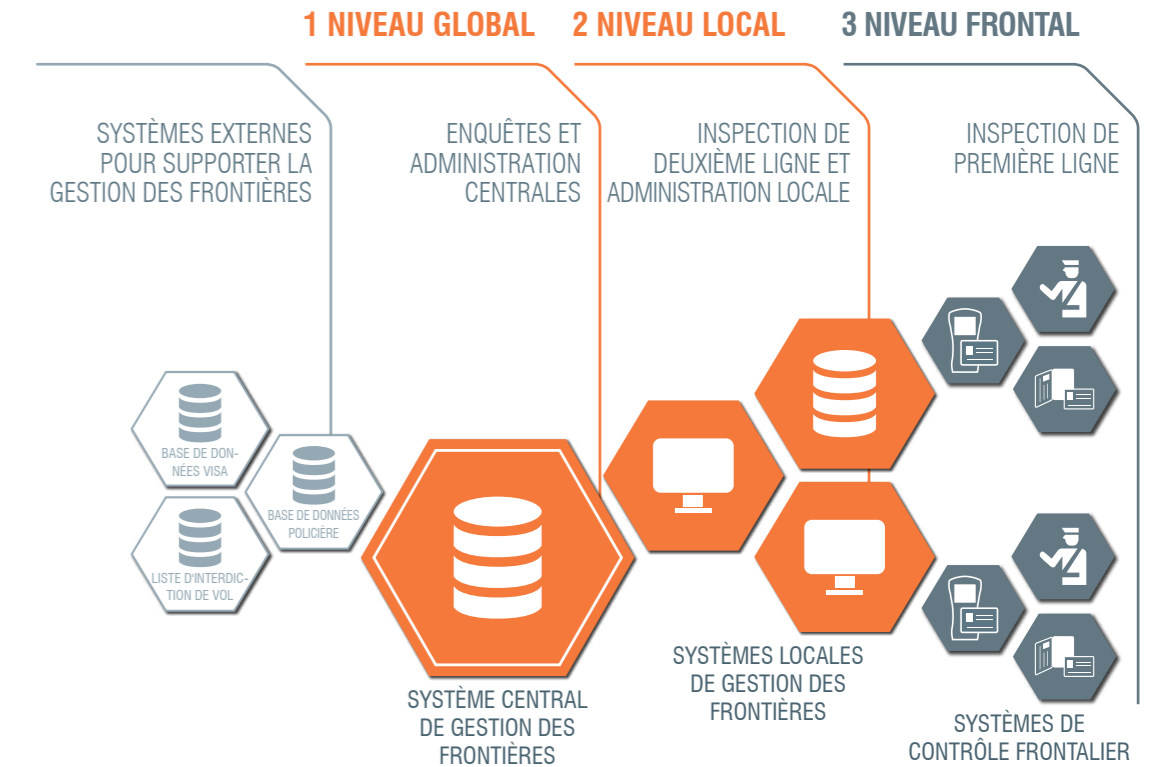 1 NIVEAU GLOBAL
2 NIVEAU LOCAL
3 NIVEAU FRONTAL
SYSTÈMES EXTERNES
POUR SUPPORTER LA
GESTION DES FRONTIÈRES
ENQUÊTES ET
ADMINISTRATION
CENTRALES
INSPECTION DE
DEUXIÈME LIGNE ET
ADMINISTRATION LOCALE
INSPECTION DE
PREMIÈRE LIGNE
BASE DE DON-
NÉES VISA
BASE DE DONNÉES
POLICIÈRE
LISTE D'INTERDIC-
TION DE VOL
SYSTÈME CENTRAL
DE GESTION DES
FRONTIÈRES
SYSTÈMES LOCALES
DE GESTION DES
FRONTIÈRES
SYSTÈMES DE
CONTRÔLE FRONTALIER